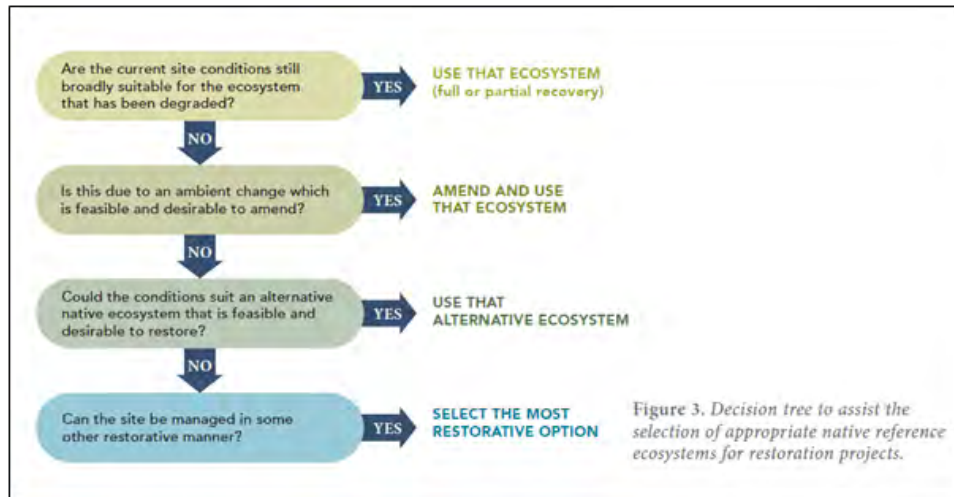 Are the current site conditions still
broadly suitable for the ecosystem
that has been degraded?
YES
USE THAT ECOSYSTEM
(full or partial recovery)
NO
Is this due to an ambient change which
is feasible and desirable to amend?
YES
AMEND AND USE
THAT ECOSYSTEM
NO
Could the conditions suit an alternative
native ecosystem that is feasible and
desirable to restore?
YES
USE THAT
ALTERNATIVE ECOSYSTEM
NO
Can the site be managed in some
other restorative manner?
YES
SELECT THE MOST
RESTORATIVE OPTION
Figure 3. Decision tree to assist the
selection of appropriate native reference
ecosystems for restoration projects.